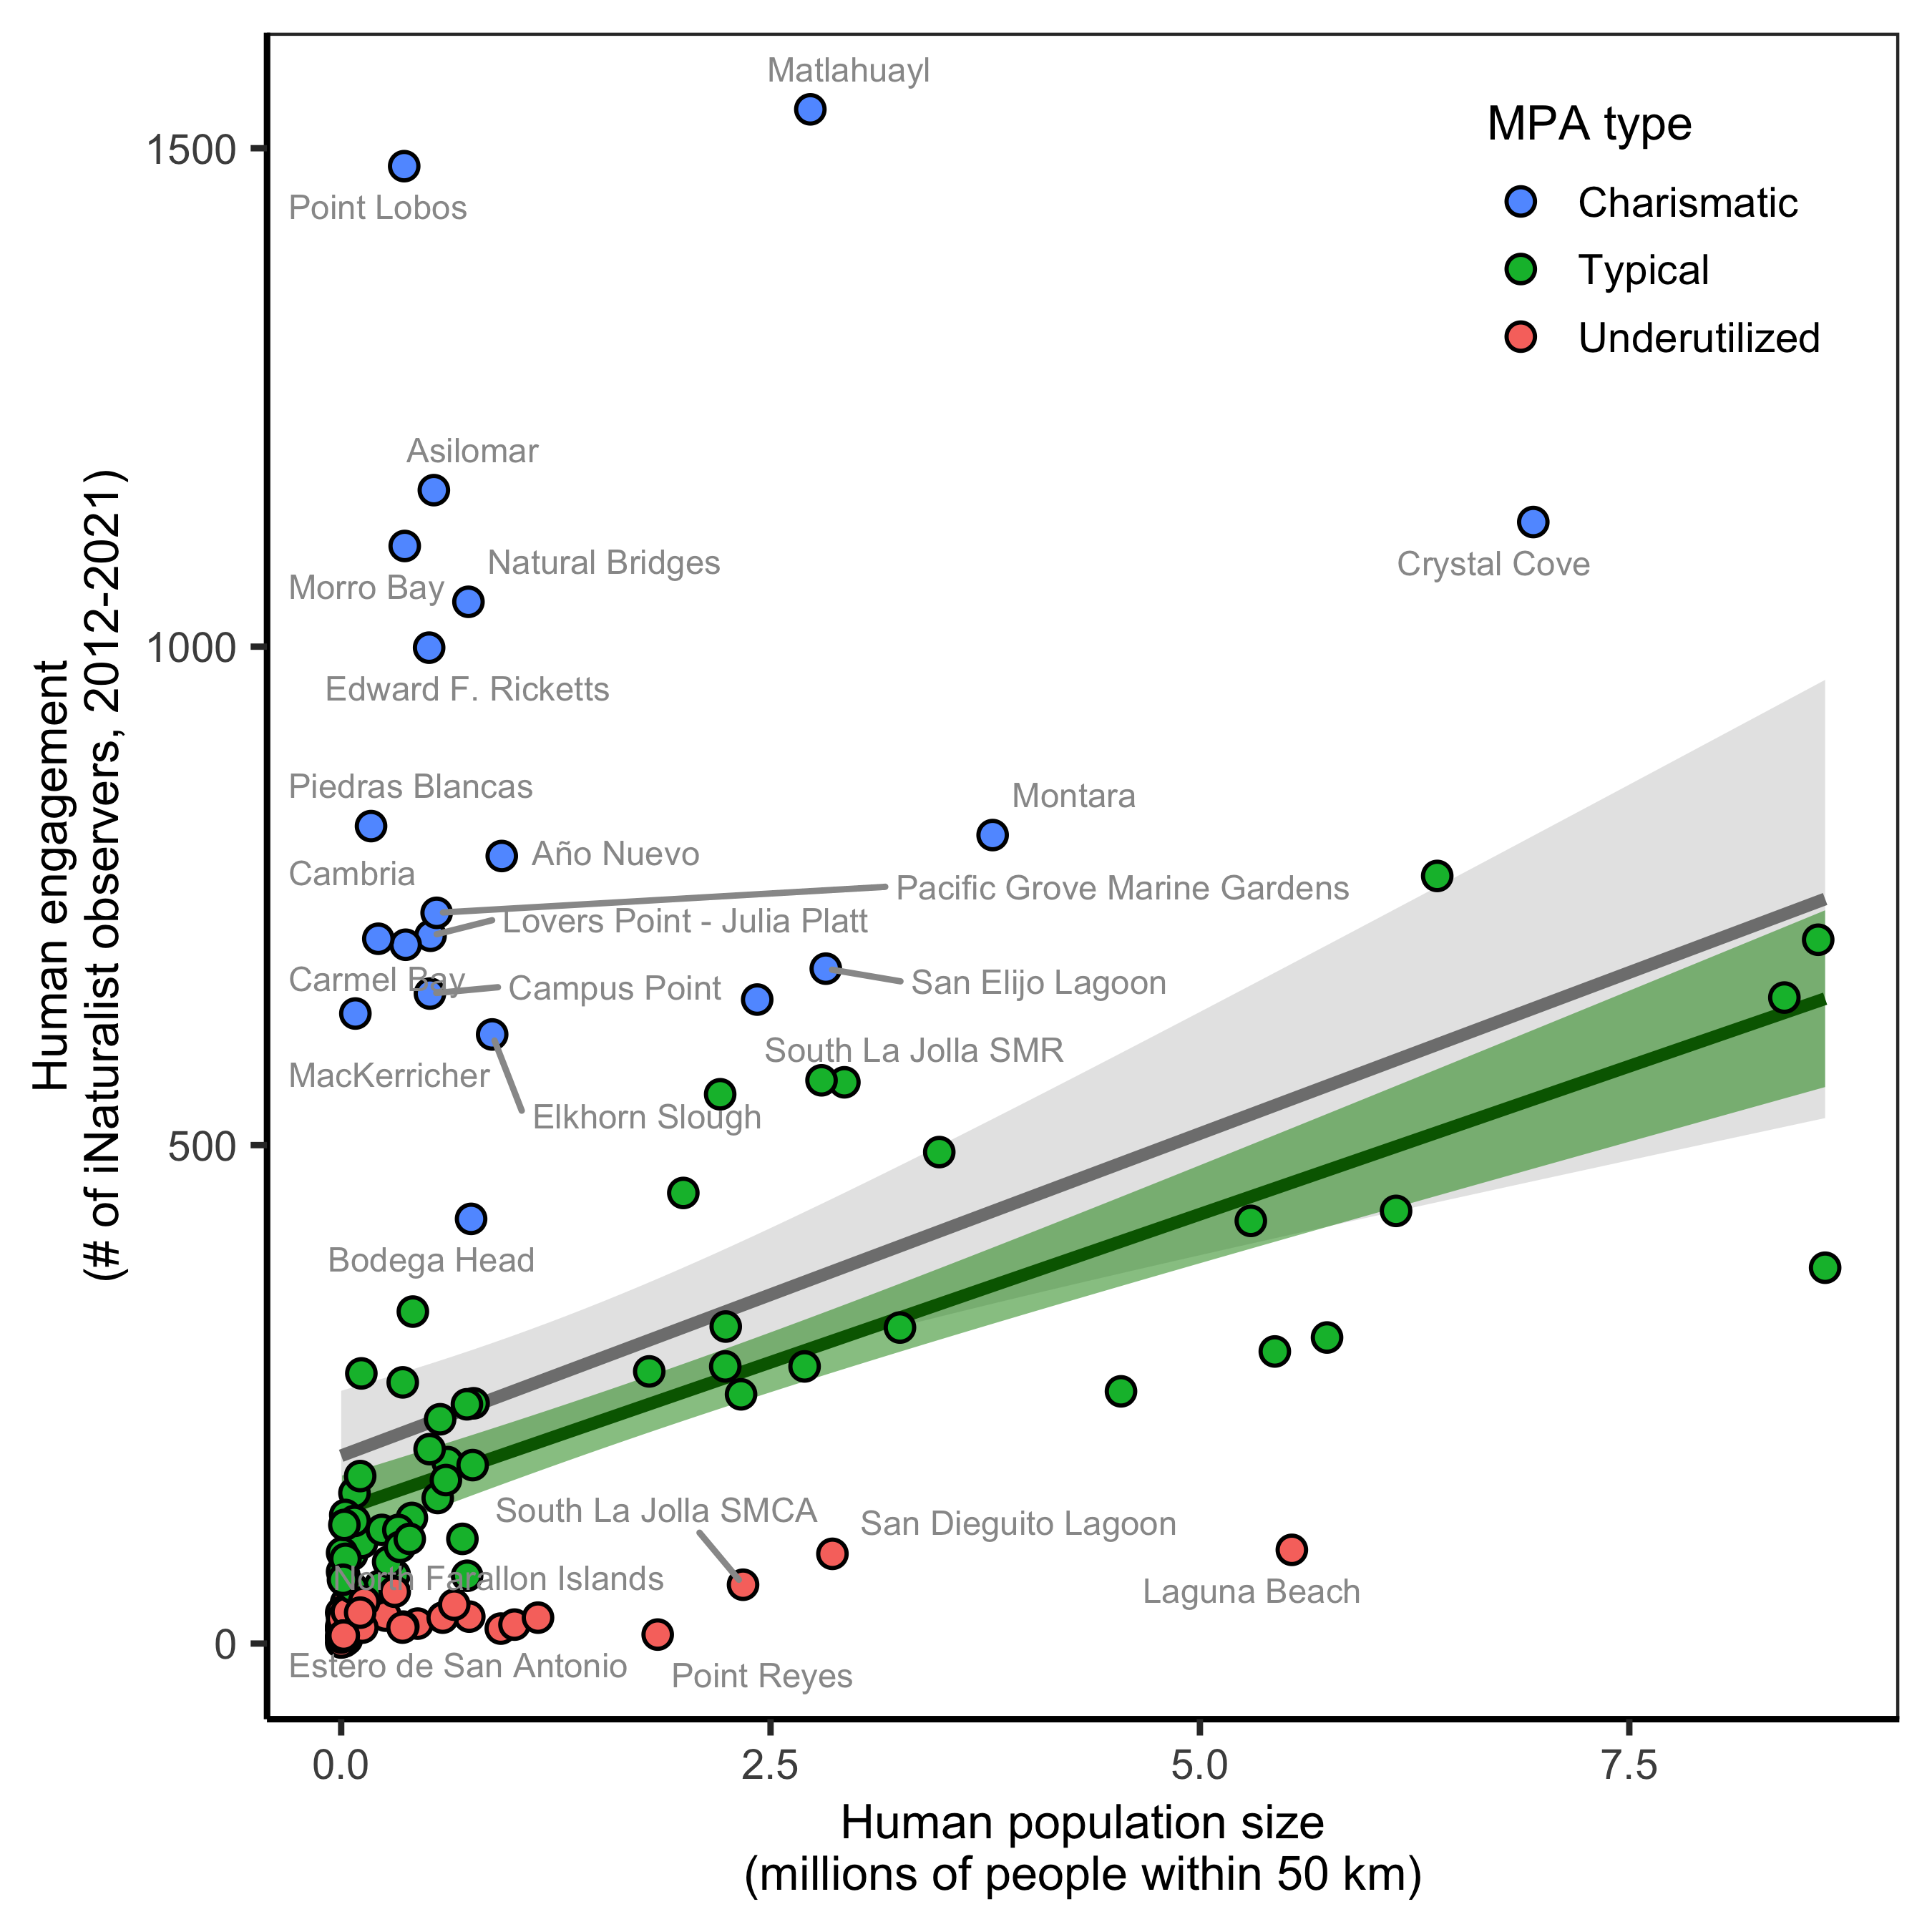 Matlahuayl
MPA type
1500
Charismatic
Point Lobos
Typical
Underutilized
Asilomar
Natural Bridges
Crystal Cove
Morro Bay
1000
Edward F. Ricketts
Piedras Blancas
Montara
Año Nuevo
Cambria
Pacific Grove Marine Gardens
Lovers Point - Julia Platt
Carmel Bay
San Elijo Lagoon
Campus Point
South La Jolla SMR
MacKerricher
Elkhorn Slough
500
Bodega Head
South La Jolla SMCA
San Dieguito Lagoon
North Farallon Islands
Laguna Beach
0
Estero de San Antonio
Point Reyes
Human engagement
(# of iNaturalist observers, 2012-2021)
0.0
2.5
5.0
7.5
Human population size
(millions of people within 50 km)